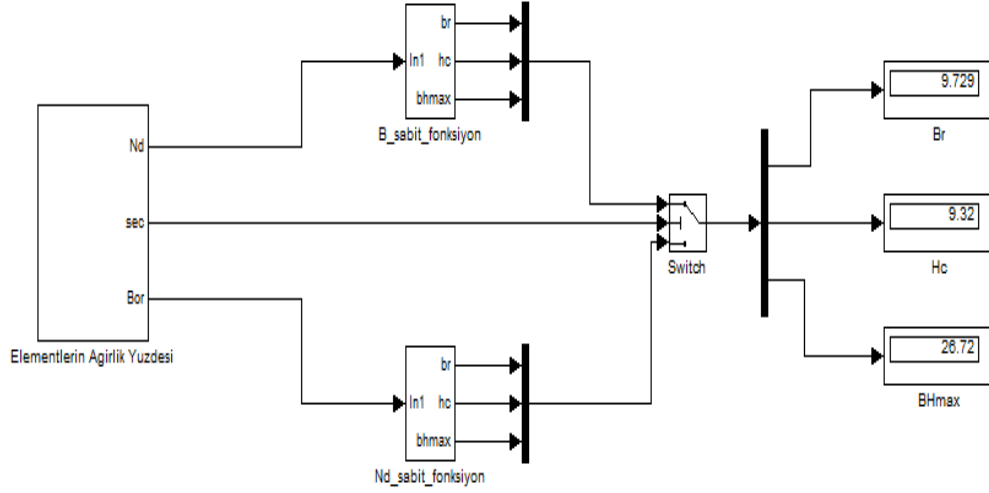 br
In1 hc
bhmax
B_sabit_fonksiyon
Nd
sec
Bor
Elementlerin Agirlik Yuzdesi
br
In1 hc
bhmax
Nd_sabit_fonksiyon
Switch
9.729
Br
9.32
Hc
26.72
BHmax